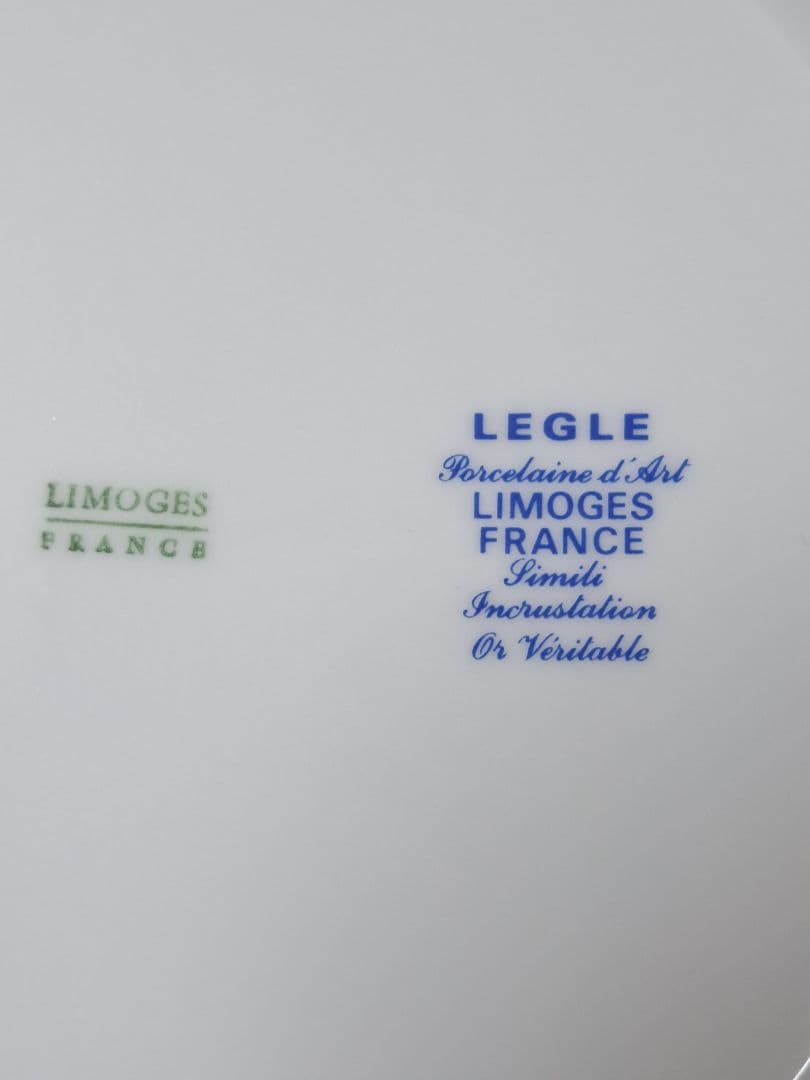 LIMOGES
FRANCE
LEGLE
Porcelaine d'Art
LIMOGES
FRANCE
Simili
Incrustation
Or Véritable